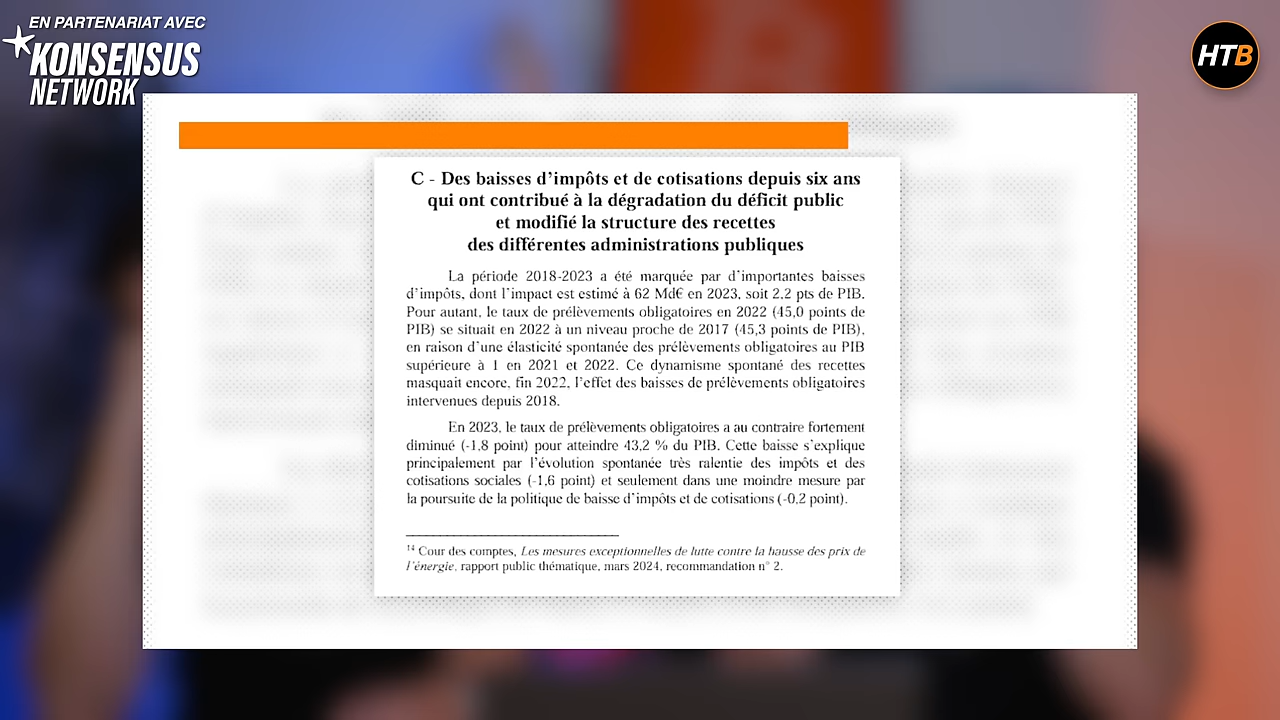 EN PARTENARIAT AVEC
KONSENSUS
NETWORK
HTB
C - Des baisses d'impôts et de cotisations depuis six ans
qui ont contribué à la dégradation du déficit public
et modifié la structure des recettes
des différentes administrations publiques
La période 2018-2023 a été marquée par d'importantes baisses
d'impôts, dont l'impact est estimé à 62 Md€ en 2023, soit 2,2 pts de PIB.
Pour autant, le taux de prélèvements obligatoires en 2022 (45,0 points de
PIB) se situait en 2022 à un niveau proche de 2017 (45,3 points de PIB),
en raison d'une élasticité spontanée des prélèvements obligatoires au PIB
supérieure à 1 en 2021 et 2022. Ce dynamisme spontané des recettes
masquait encore, fin 2022, l'effet des baisses de prélèvements obligatoires
intervenues depuis 2018.
En 2023, le taux de prélèvements obligatoires a au contraire fortement
diminué (-1,8 point) pour atteindre 43,2 % du PIB. Cette baisse s'explique
principalement par l'évolution spontanée très ralentie des impôts et des
cotisations sociales (-1,6 point) et seulement dans une moindre mesure par
la poursuite de la politique de baisse d'impôts et de cotisations (-0,2 point).
14 Cour des comptes, Les mesures exceptionnelles de lutte contre la hausse des prix de
l'énergie, rapport public thématique, mars 2024, recommandation n° 2.